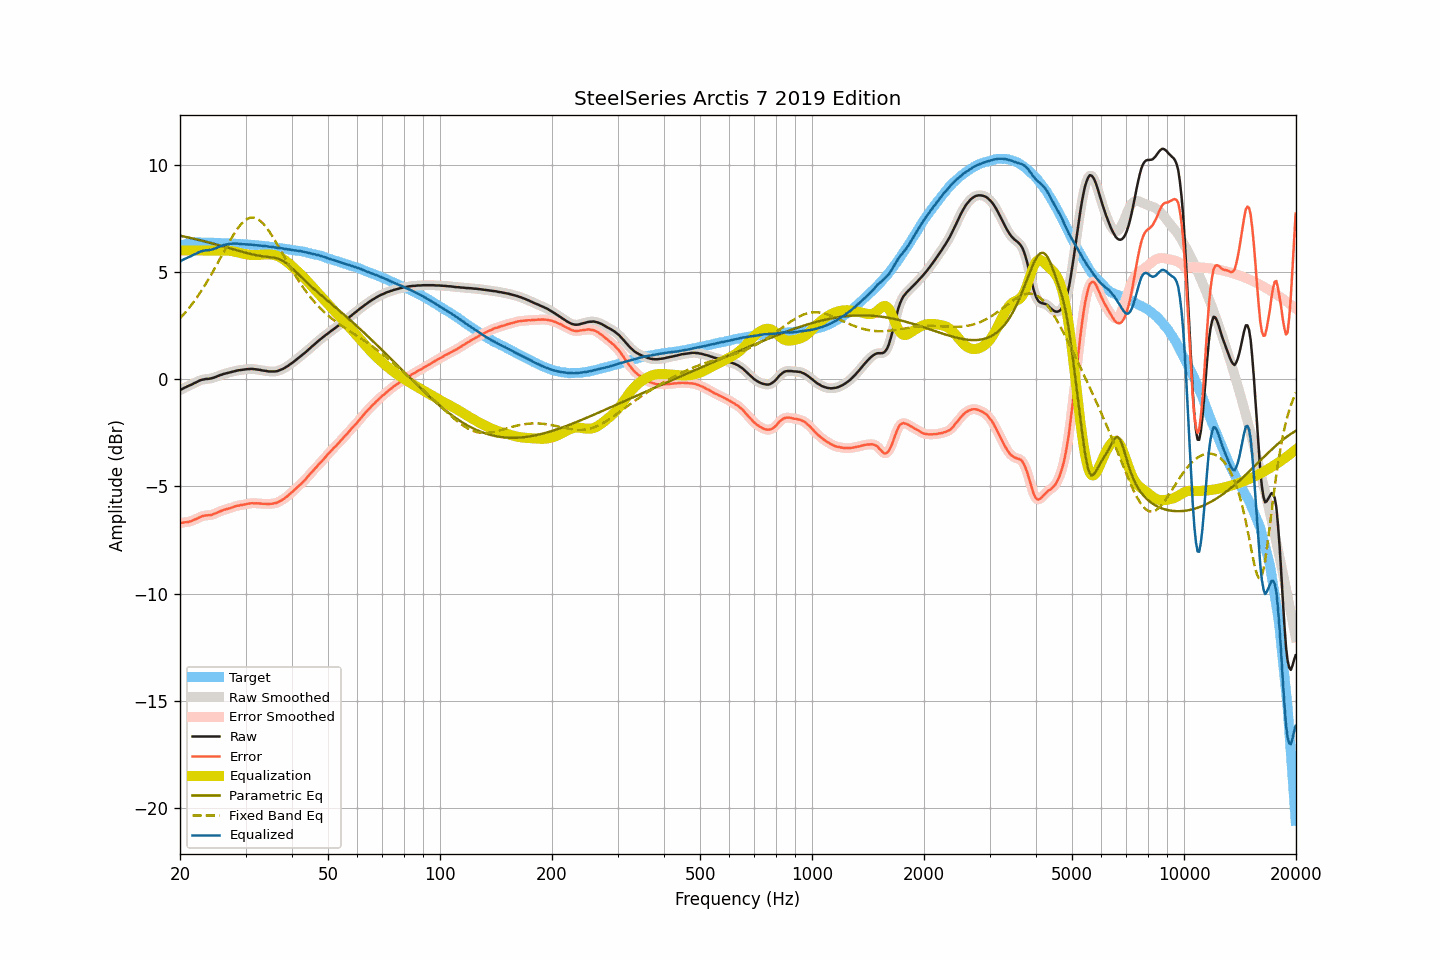 SteelSeries Arctis 7 2019 Edition
10
5
0
−5
−10
−15
−20
Amplitude (dBr)
Target
Raw Smoothed
Error Smoothed
Raw
Error
Equalization
Parametric Eq
Fixed Band Eq
Equalized
20 50 100 200 500 1000 2000 5000 10000 20000
Frequency (Hz)